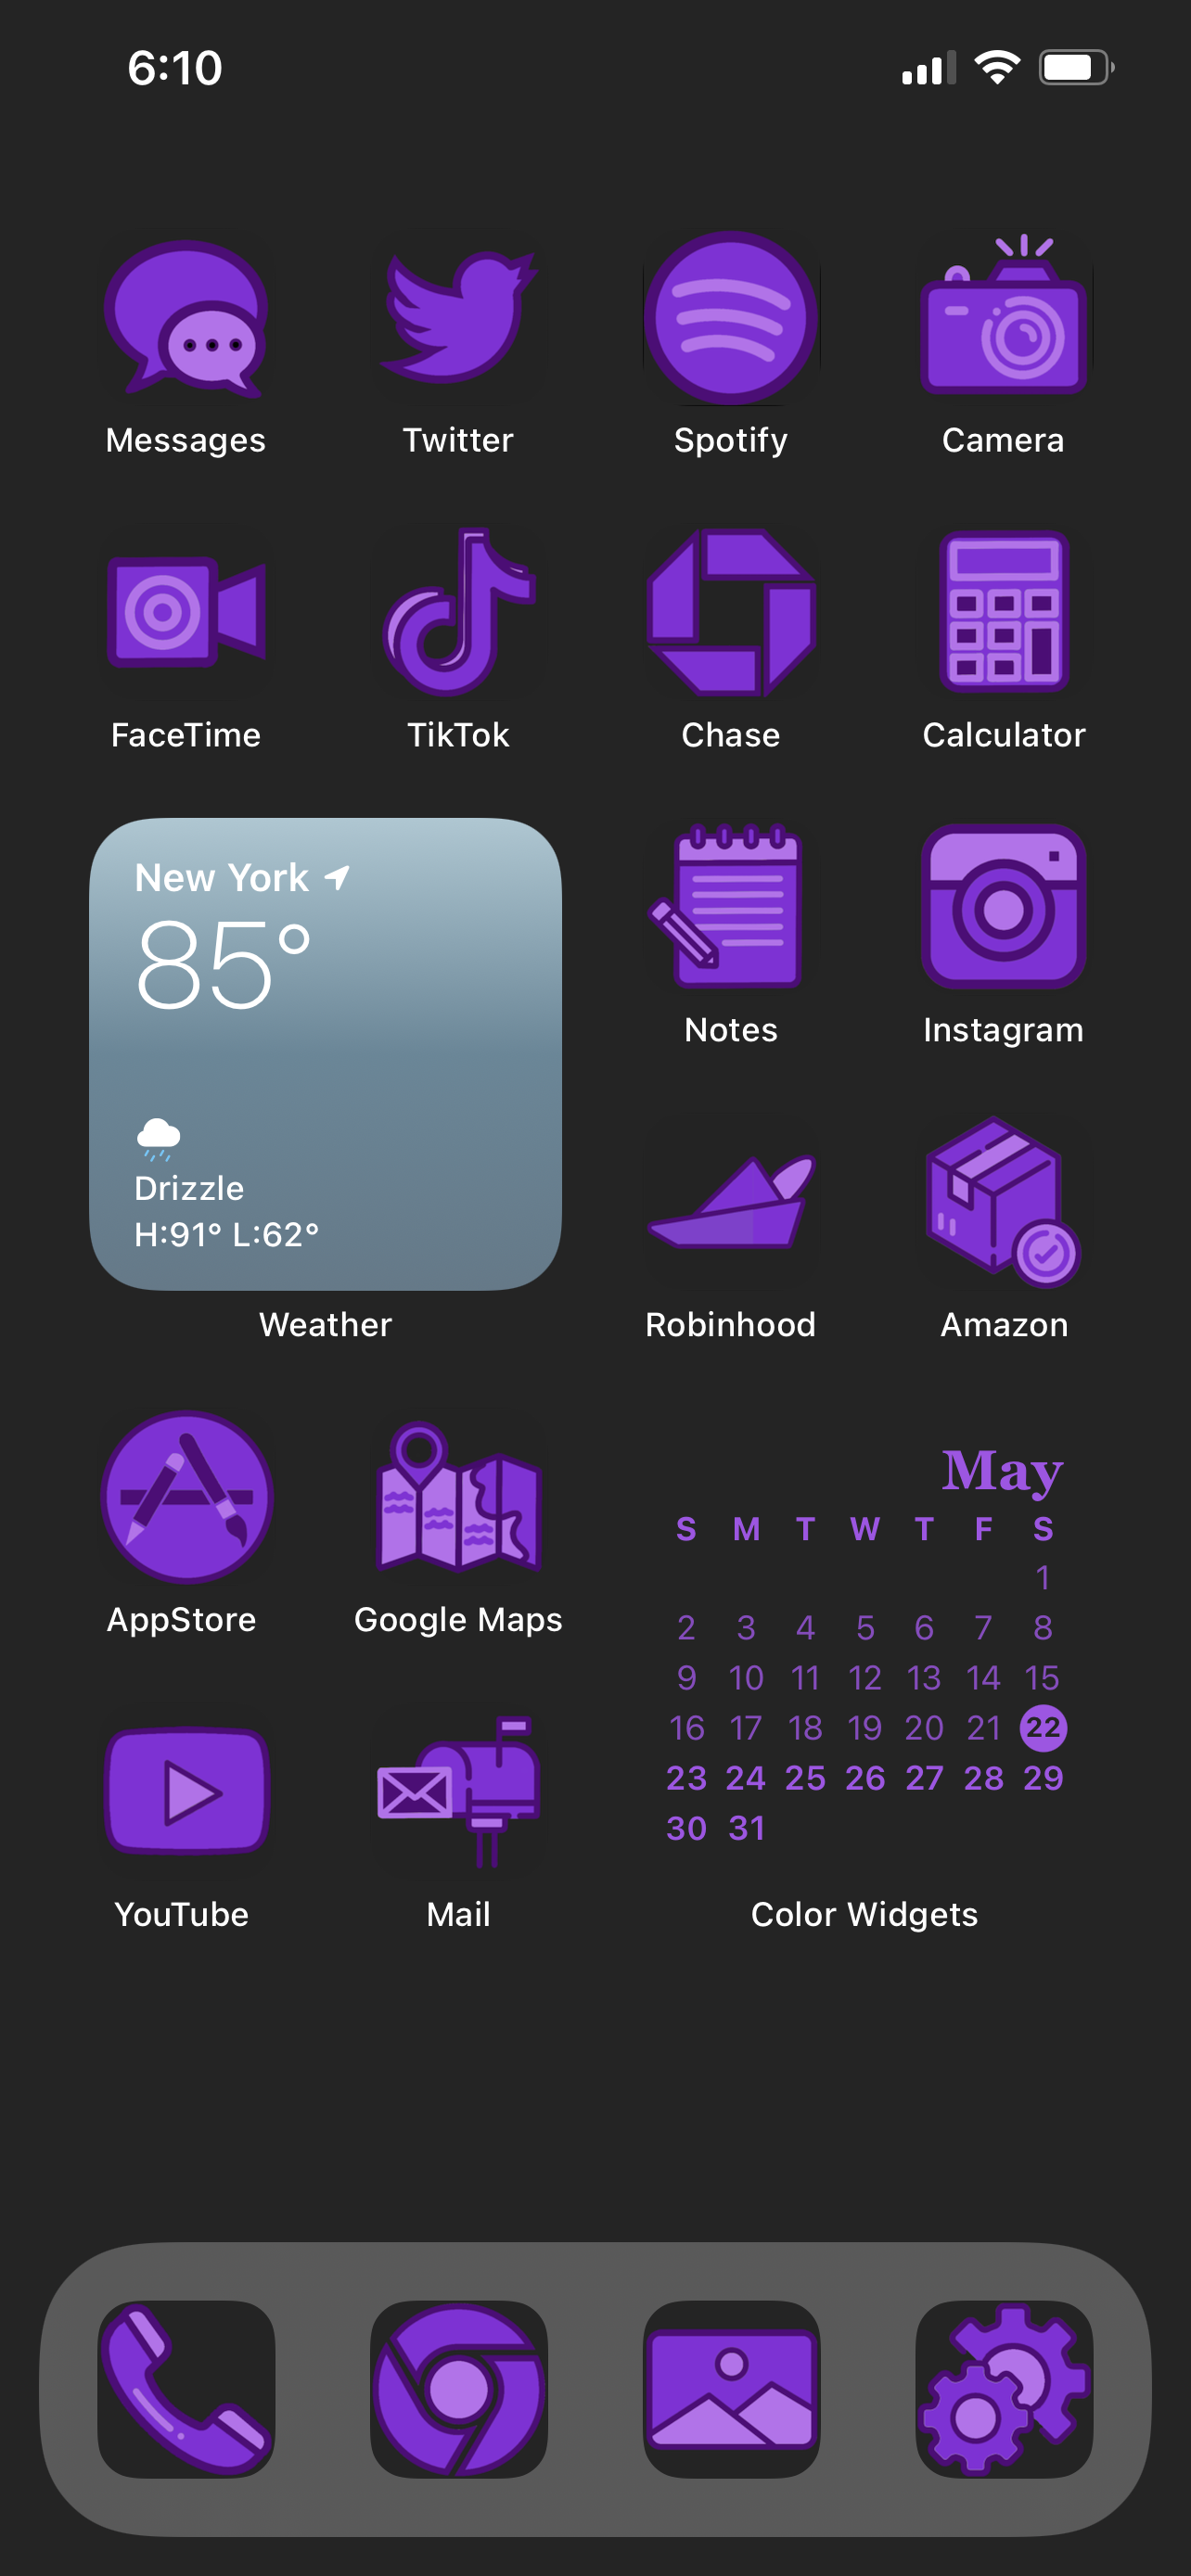 6:10
Messages
Twitter
Spotify
Camera
FaceTime
TikTok
Chase
Calculator
New York
85°
Drizzle
H:91° L:62°
Weather
Notes
Instagram
Robinhood
Amazon
AppStore
Google Maps
May
S M T W T F S
1
2 3 4 5 6 7 8
9 10 11 12 13 14 15
16 17 18 19 20 21 22
23 24 25 26 27 28 29
30 31
YouTube
Mail
Color Widgets